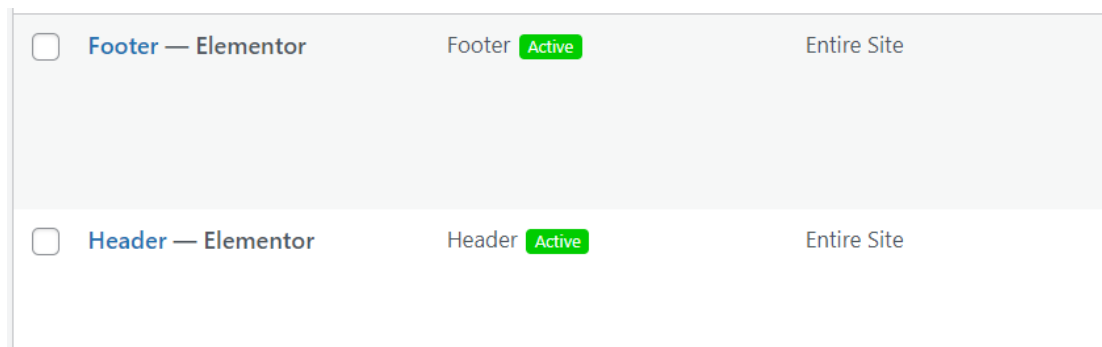 Footer — Elementor Footer Active Entire Site
Header — Elementor Header Active Entire Site